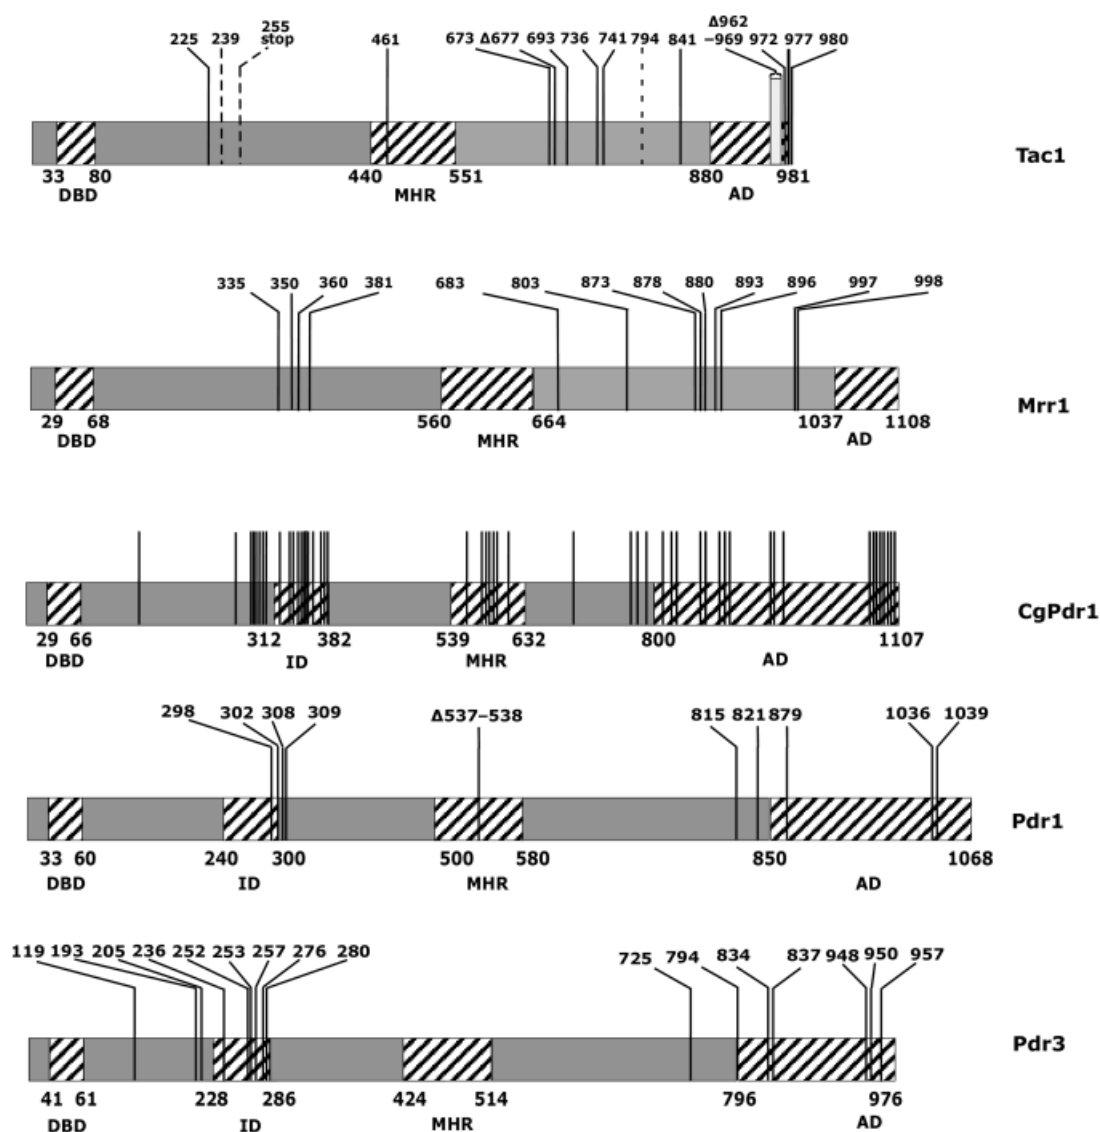 Δ962
255
225 239 stop 461 673 Δ677 693 736 741 794 841 –969 972 977 980
Tac1
33 80 440 551 880 981
DBD MHR AD
335 350 360 381 683 803 873 878 880 893 896 997 998
Mrr1
29 68 560 664 1037 1108
DBD MHR AD
CgPdr1
29 66 312 382 539 632 800 1107
DBD ID MHR AD
298 302 308 309 Δ537–538 815 821 879 1036 1039
Pdr1
33 60 240 300 500 580 850 1068
DBD ID MHR AD
119 193 205 236 252 253 257 276 280 725 794 834 837 948 950 957
Pdr3
41 61 228 286 424 514 796 976
DBD ID MHR AD